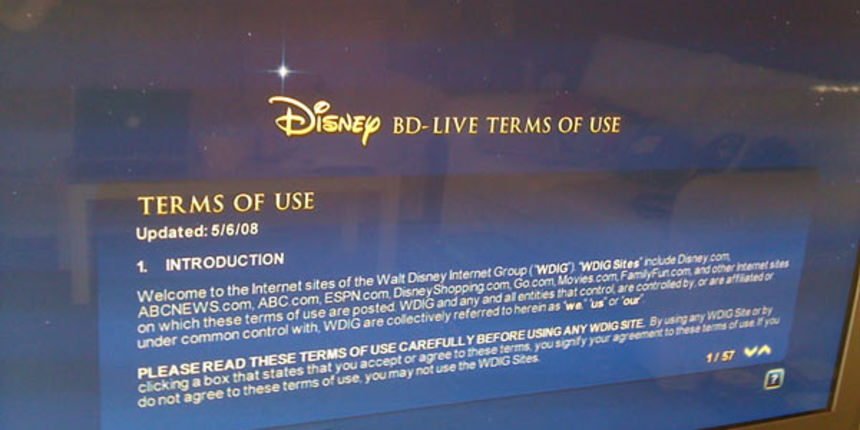 Disney BD-LIVE TERMS OF USE
TERMS OF USE
Updated: 5/6/08
1. INTRODUCTION
Welcome to the Internet sites of the Walt Disney Internet Group ("WDIG"). "WDIG Sites" include Disney.com,
ABCNEWS.com, ABC.com, ESPN.com, DisneyShopping.com, Go.com, Movies.com, FamilyFun.com, and other Internet sites
on which these terms of use are posted. WDIG and any and all entities that control, are controlled by, or are affiliated or
under common control with, WDIG are collectively referred to herein as "we," "us" or "our".
PLEASE READ THESE TERMS OF USE CAREFULLY BEFORE USING ANY WDIG SITE. By using any WDIG Site or by
clicking a box that states that you accept or agree to these terms, you signify your agreement to these terms of use. If you
do not agree to these terms of use, you may not use the WDIG Sites.
1 / 57
?